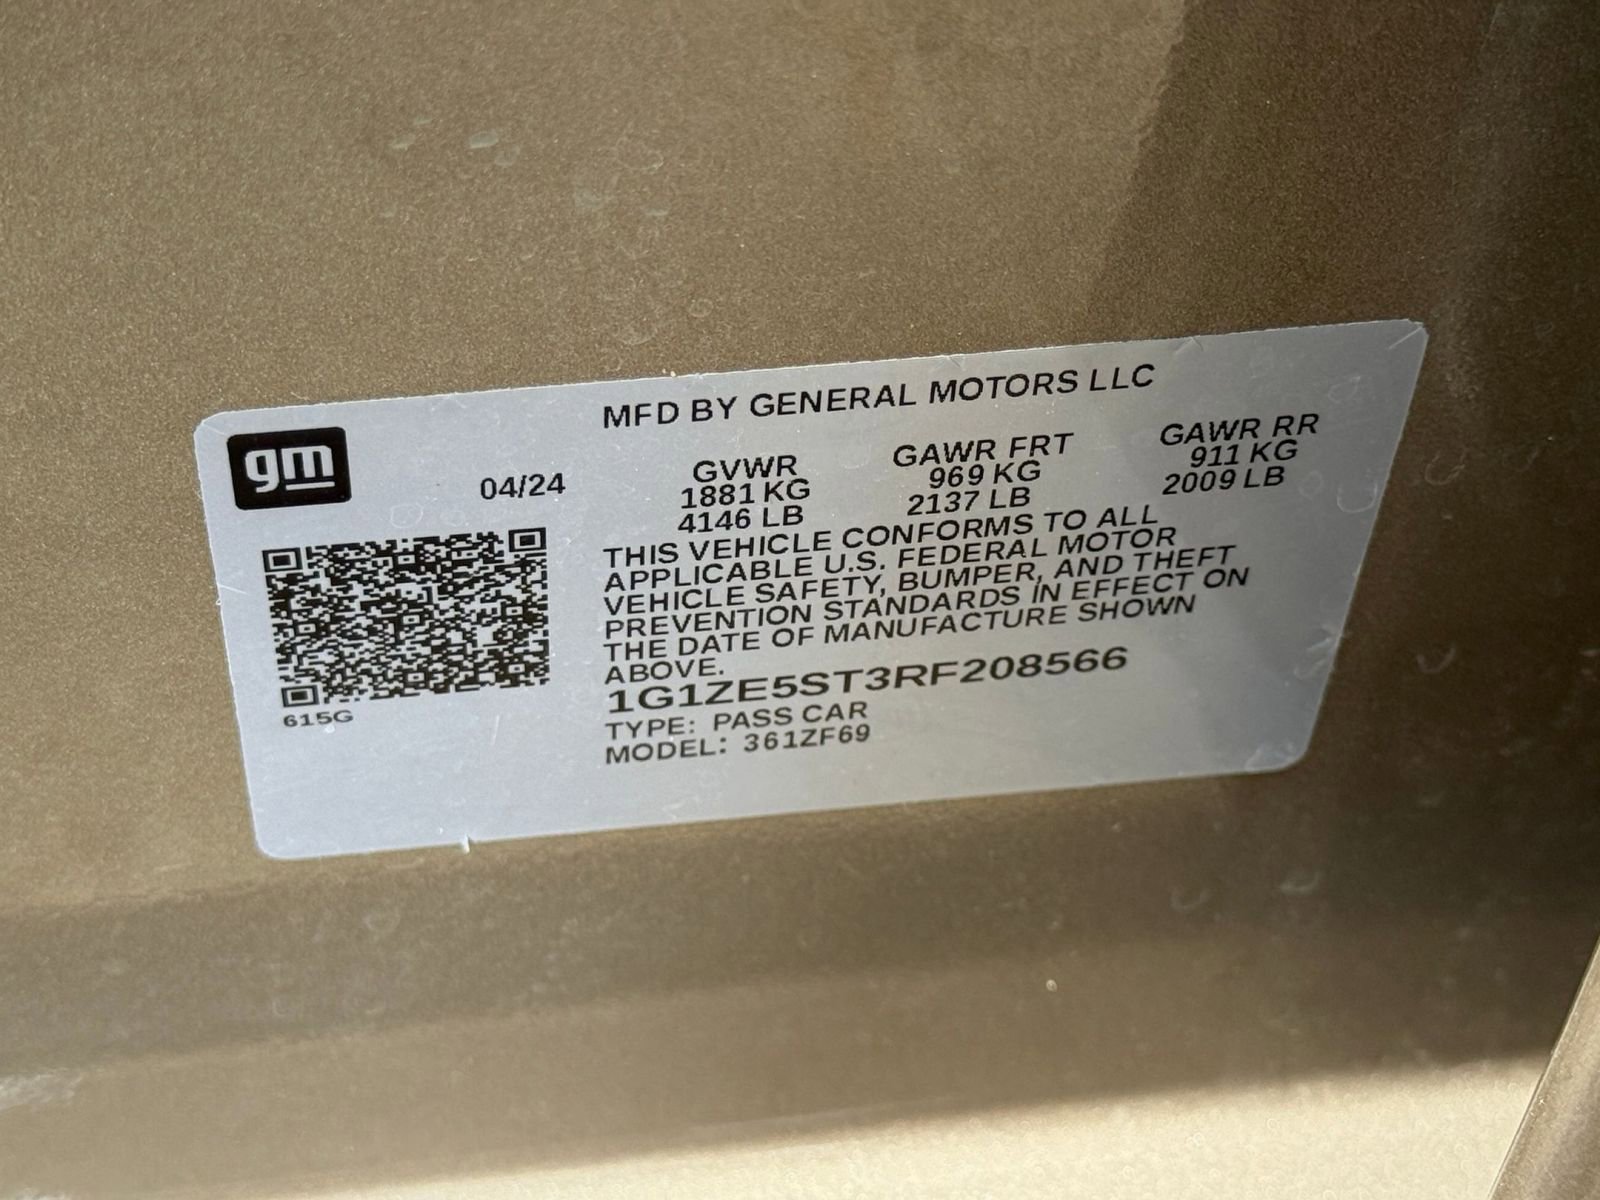 MFD BY GENERAL MOTORS LLC
gm
04/24
GVWR GAWR FRT GAWR RR
1881 KG 969 KG 911 KG
4146 LB 2137 LB 2009 LB
THIS VEHICLE CONFORMS TO ALL
APPLICABLE U.S. FEDERAL MOTOR
VEHICLE SAFETY, BUMPER, AND THEFT
PREVENTION STANDARDS IN EFFECT ON
THE DATE OF MANUFACTURE SHOWN
ABOVE.
1G1ZE5ST3RF208566
TYPE: PASS CAR
MODEL: 361ZF69
615G